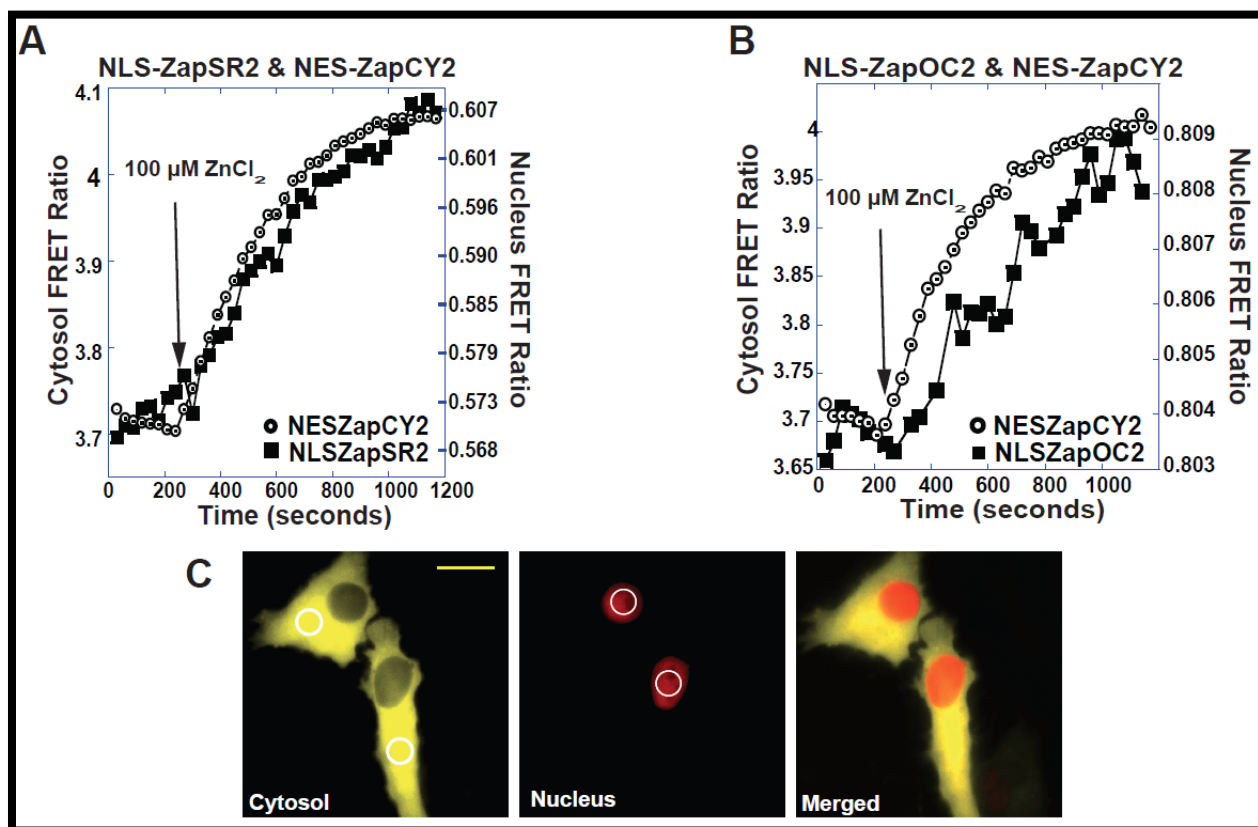 A
NLS-ZapSR2 & NES-ZapCY2
4.1
4
3.9
3.8
3.7
Cytosol FRET Ratio
100 µM ZnCl₂
0.607
0.601
0.596
0.590
0.585
0.579
0.573
0.568
Nucleus FRET Ratio
NESZapCY2
NLSZapSR2
0 200 400 600 800 1000 1200
Time (seconds)
B
NLS-ZapOC2 & NES-ZapCY2
4
3.95
3.9
3.85
3.8
3.75
3.7
3.65
Cytosol FRET Ratio
100 µM ZnCl₂
0.809
0.808
0.807
0.806
0.805
0.804
0.803
Nucleus FRET Ratio
NESZapCY2
NLSZapOC2
0 200 400 600 800 1000
Time (seconds)
C
Cytosol
Nucleus
Merged